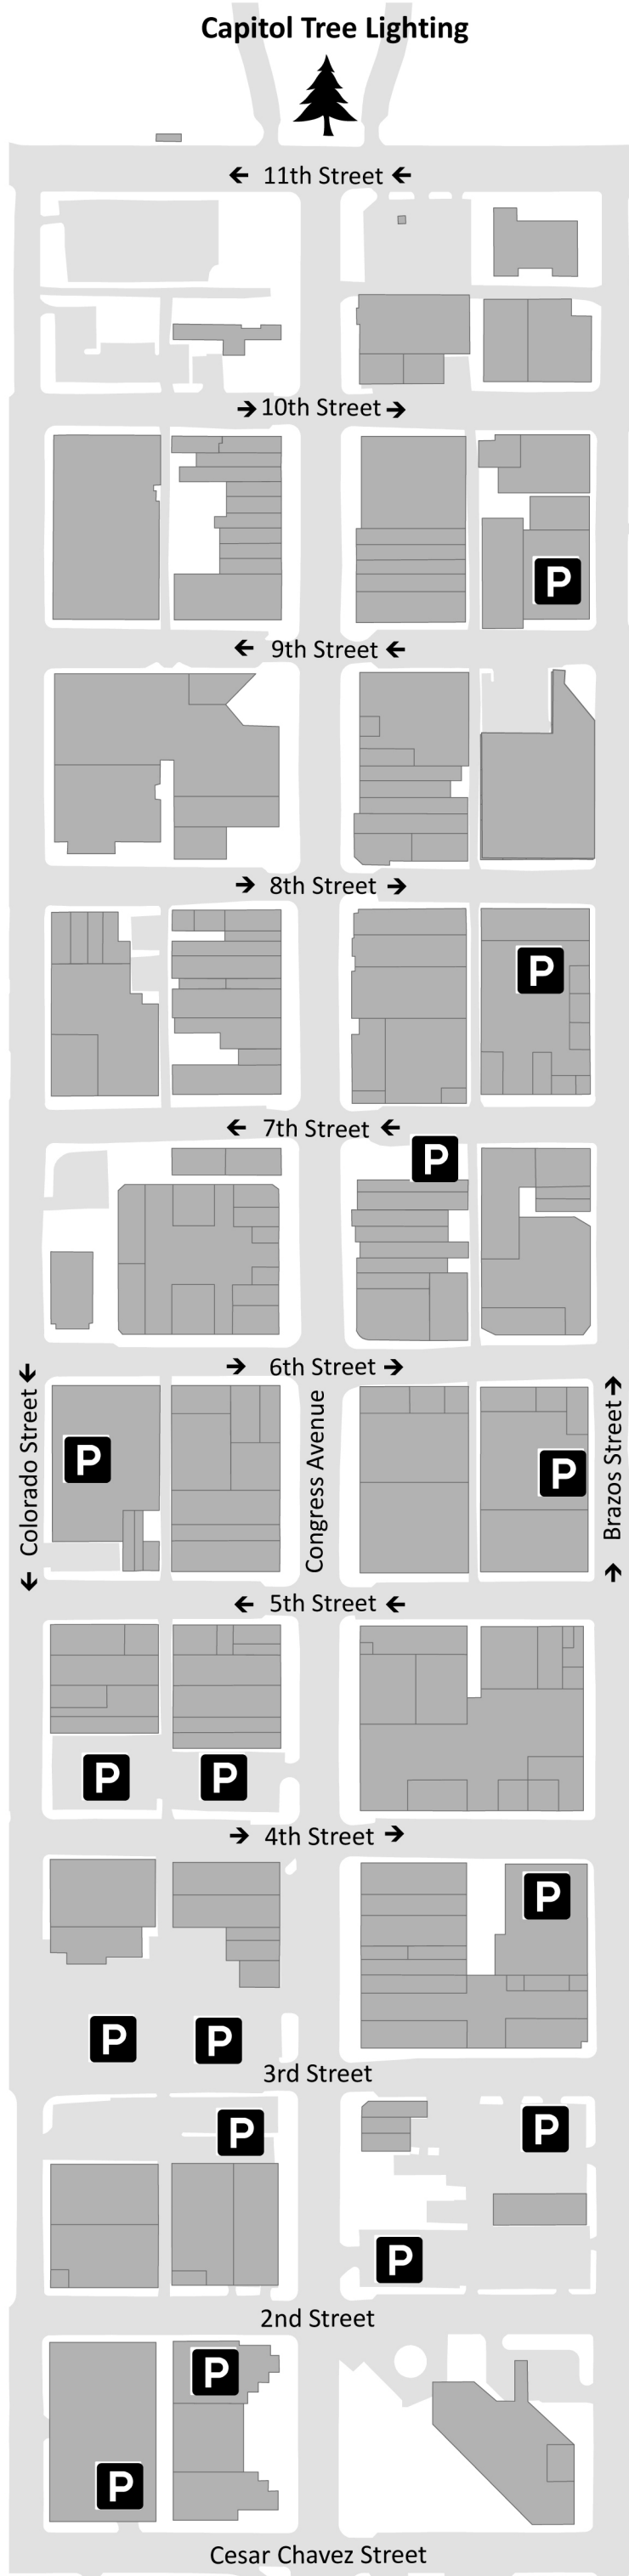 Capitol Tree Lighting
← 11th Street ←
→ 10th Street →
P
← 9th Street ←
→ 8th Street →
P
← 7th Street ←
P
→ 6th Street →
← Colorado Street ←
Congress Avenue
→ Brazos Street →
P
P
← 5th Street ←
P
P
→ 4th Street →
P
P
P
3rd Street
P
P
P
2nd Street
P
P
Cesar Chavez Street